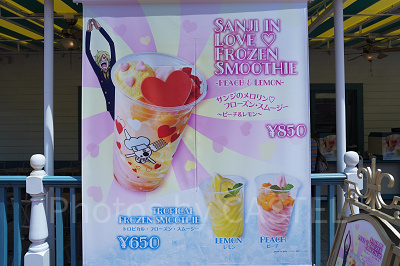 SANJI IN
LOVE ♡
FROZEN
SMOOTHIE
-PEACH & LEMON-
サンジのメロリン♡
フローズン・スムージー
～ピーチ&レモン～
¥850
TROPICAL
FROZEN SMOOTHIE
トロピカル・フローズン・スムージー
¥650
LEMON
レモン
PEACH
ピーチ